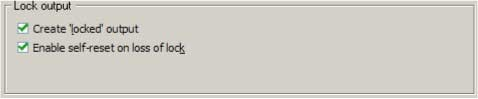 Lock output
Create 'locked' output
Enable self-reset on loss of lock